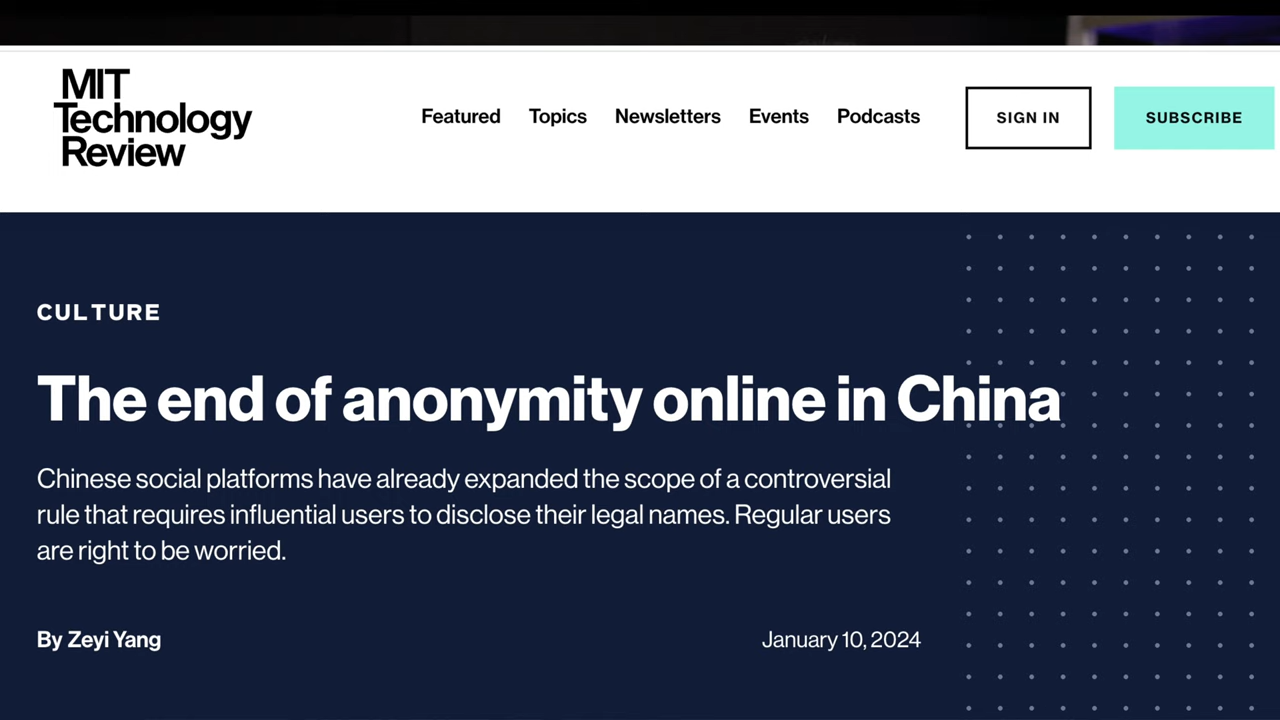 MIT
Technology
Review
Featured Topics Newsletters Events Podcasts SIGN IN SUBSCRIBE
CULTURE
The end of anonymity online in China
Chinese social platforms have already expanded the scope of a controversial
rule that requires influential users to disclose their legal names. Regular users
are right to be worried.
By Zeyi Yang January 10, 2024